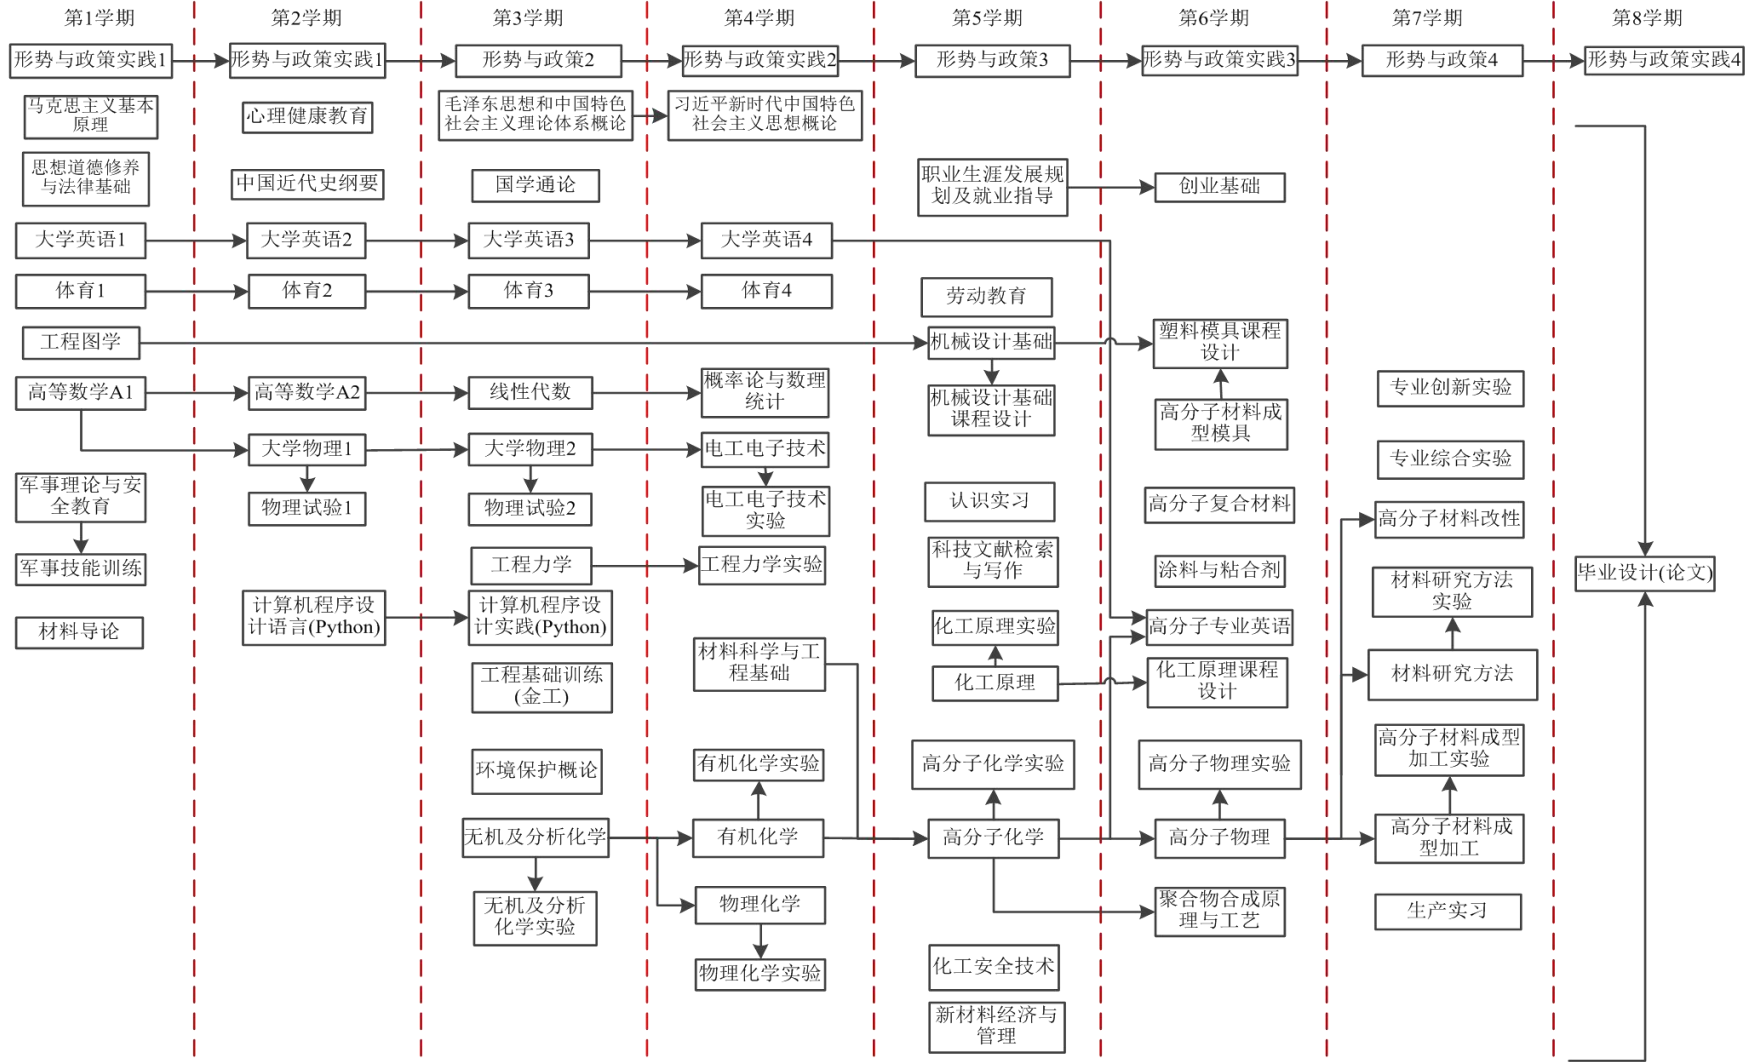 第1学期
第2学期
第3学期
第4学期
第5学期
第6学期
第7学期
第8学期
形势与政策实践1
形势与政策实践1
形势与政策2
形势与政策实践2
形势与政策3
形势与政策实践3
形势与政策4
形势与政策实践4
马克思主义基本
原理
心理健康教育
毛泽东思想和中国特色
社会主义理论体系概论
习近平新时代中国特色
社会主义思想概论
思想道德修养
与法律基础
中国近代史纲要
国学通论
职业生涯发展规
划及就业指导
创业基础
大学英语1
大学英语2
大学英语3
大学英语4
体育1
体育2
体育3
体育4
劳动教育
工程图学
机械设计基础
塑料模具课程
设计
高等数学A1
高等数学A2
线性代数
概率论与数理
统计
机械设计基础
课程设计
高分子材料成
型模具
专业创新实验
大学物理1
大学物理2
电工电子技术
专业综合实验
军事理论与安
全教育
物理试验1
物理试验2
电工电子技术
实验
认识实习
高分子复合材料
高分子材料改性
军事技能训练
工程力学
工程力学实验
科技文献检索
与写作
涂料与粘合剂
材料研究方法
实验
毕业设计(论文)
材料导论
计算机程序设
计语言(Python)
计算机程序设
计实践(Python)
化工原理实验
高分子专业英语
工程基础训练
(金工)
材料科学与工
程基础
化工原理
化工原理课程
设计
材料研究方法
环境保护概论
有机化学实验
高分子化学实验
高分子物理实验
高分子材料成型
加工实验
无机及分析化学
有机化学
高分子化学
高分子物理
高分子材料成
型加工
无机及分析
化学实验
物理化学
聚合物合成原
理与工艺
生产实习
物理化学实验
化工安全技术
新材料经济与
管理